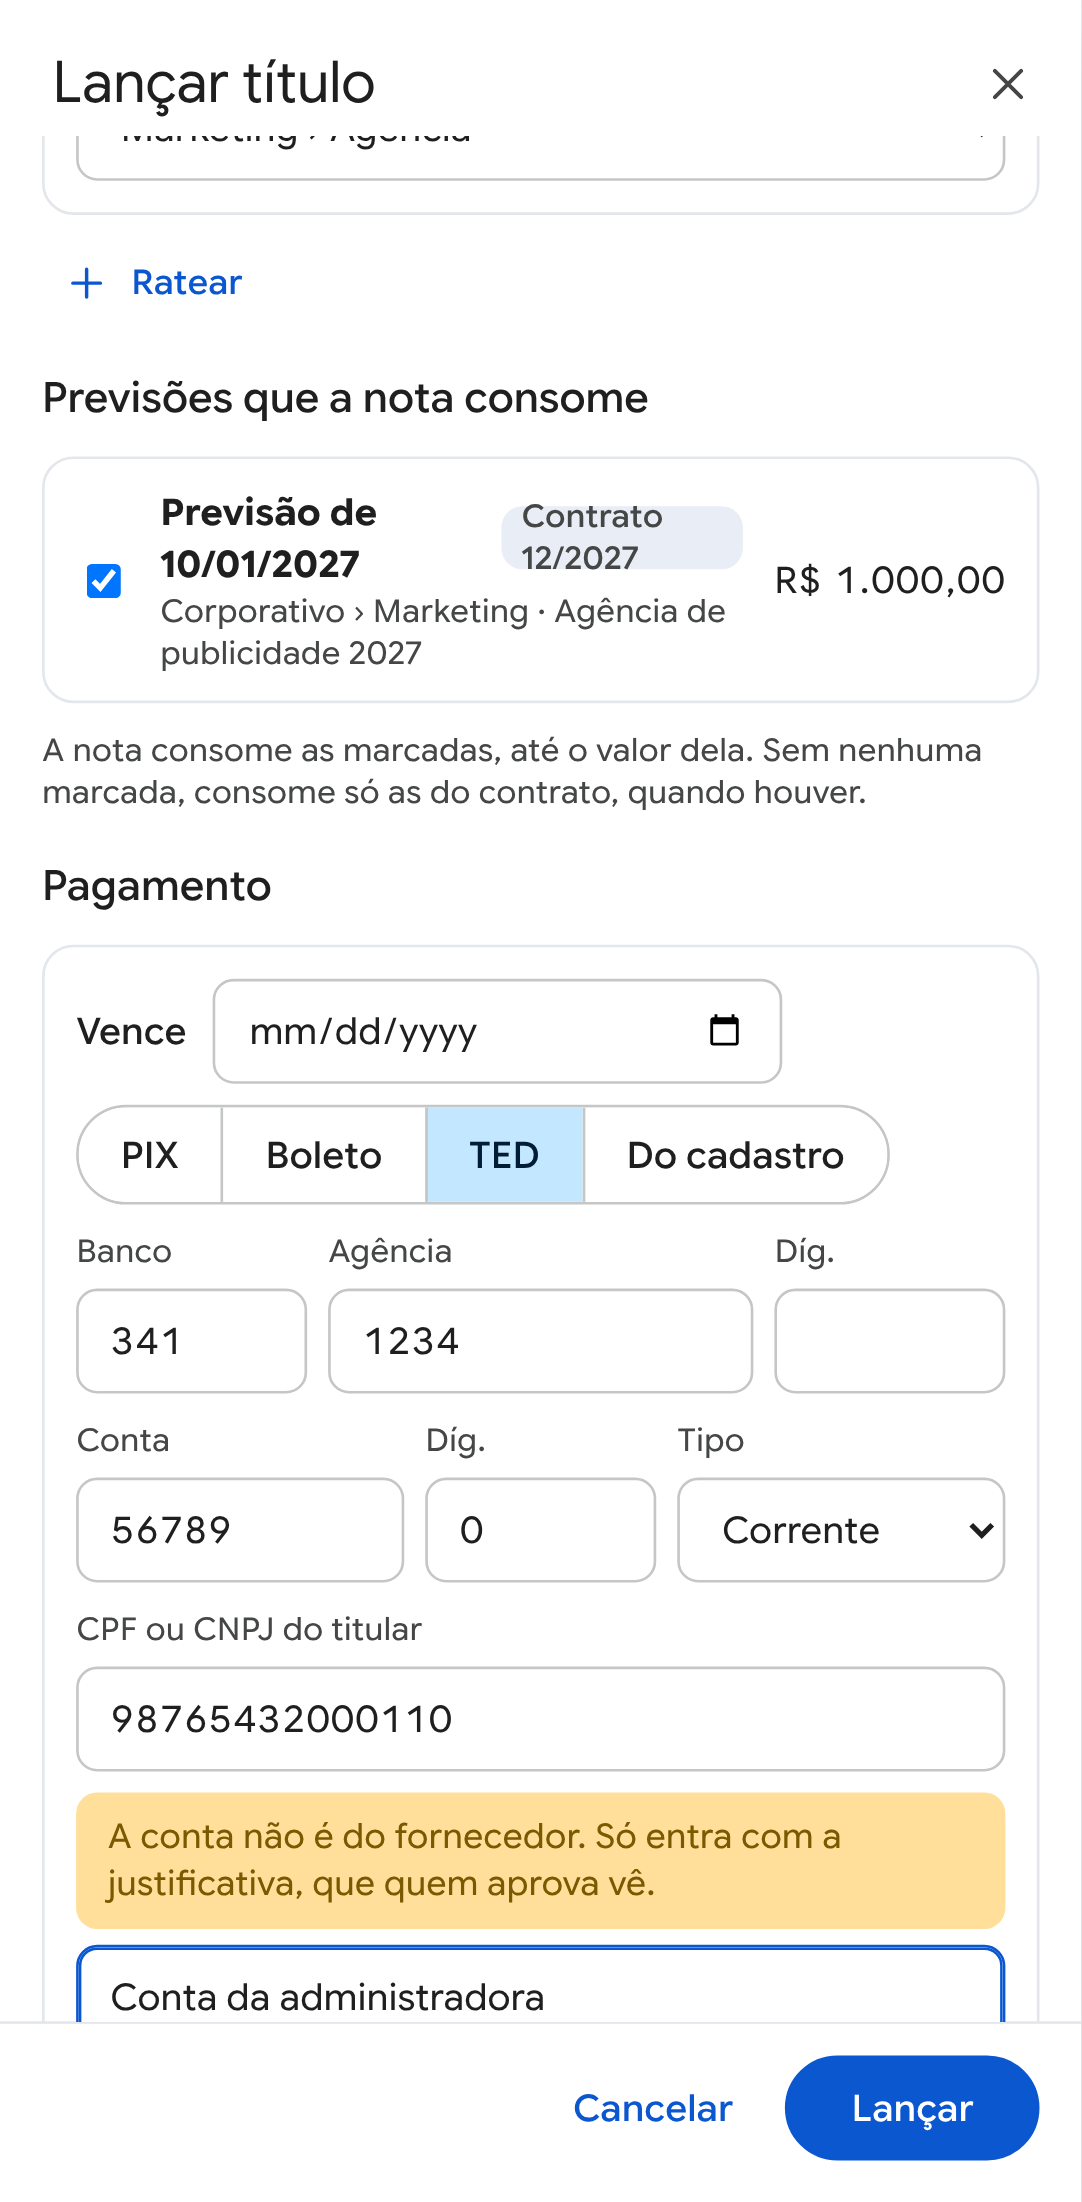 Lançar título
Marketing › Agência
Ratear
Previsões que a nota consome
Previsão de
10/01/2027
Contrato
12/2027
Corporativo › Marketing · Agência de
publicidade 2027
R$ 1.000,00
A nota consome as marcadas, até o valor dela. Sem nenhuma
marcada, consome só as do contrato, quando houver.
Pagamento
Vence
mm/dd/yyyy
PIX
Boleto
TED
Do cadastro
Banco
Agência
Díg.
341
1234
Conta
Díg.
Tipo
56789
0
Corrente
CPF ou CNPJ do titular
98765432000110
A conta não é do fornecedor. Só entra com a
justificativa, que quem aprova vê.
Conta da administradora
Cancelar
Lançar